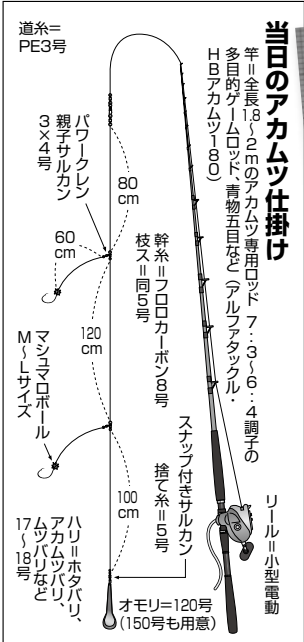 当日のアカムツ仕掛け
竿=全長1.8〜2mのアカムツ専用ロッド 7:3〜6:4調子の
多目的ゲームロッド、青物五目など(アルファタックル・
HBアカムツ180)
道糸=
PE3号
パワークレン
親子サルカン
3×4号
80
cm
60
cm
幹糸=フロロカーボン8号
枝ス=同5号
120
cm
マシュマロボール
M〜Lサイズ
スナップ付きサルカン
捨て糸=5号
100
cm
リール=小型電動
ハリ=ホタバリ、
アカムツバリ、
ムツバリなど
17〜18号
オモリ=120号
(150号も用意)